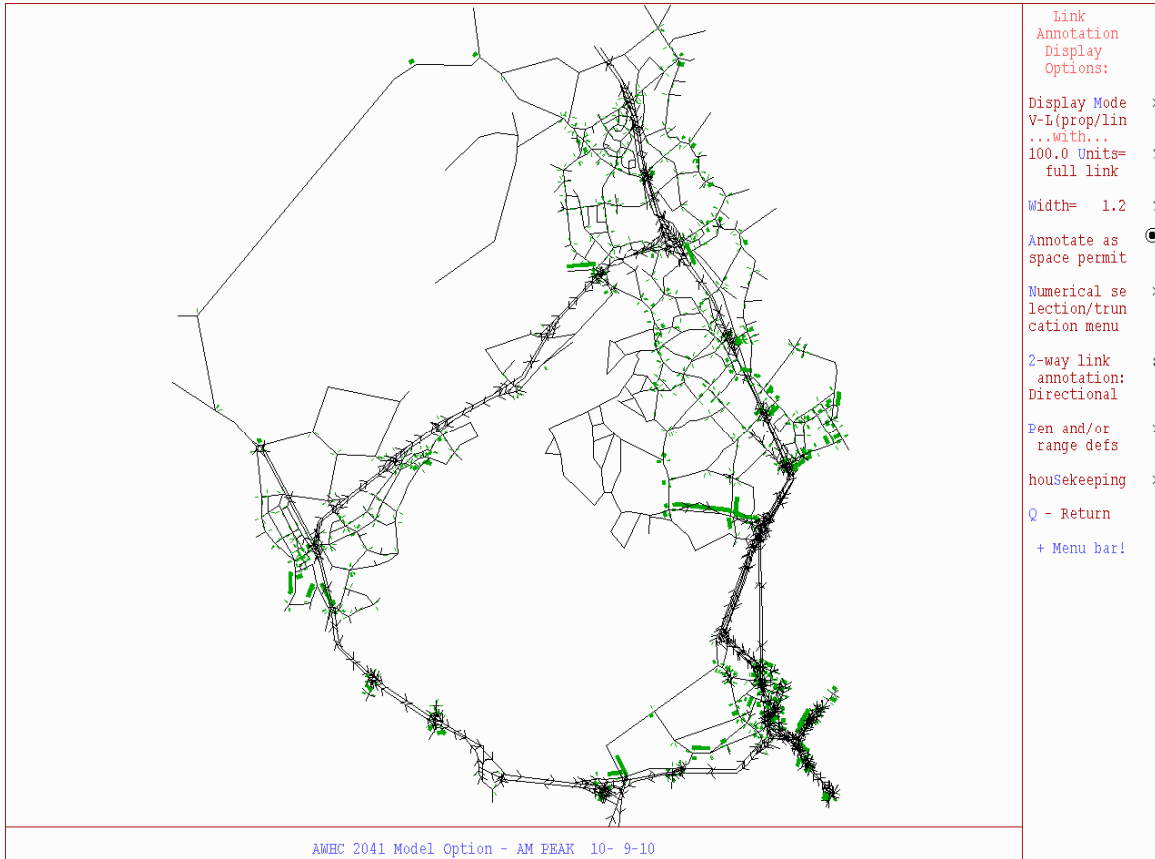 Link
Annotation
Display
Options:
Display Mode
V-L(prop/lin
...with...
100.0 Units=
full link
Width= 1.2
Annotate as
space permit
Numerical se
lection/trun
cation menu
2-way link
annotation:
Directional
Pen and/or
range defs
houSekeeping
Q - Return
+ Menu bar!
AWHC 2041 Model Option - AM PEAK 10- 9-10